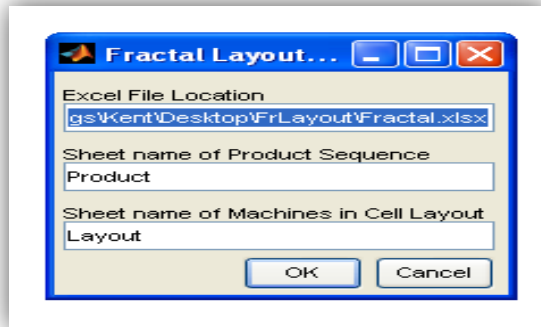 Fractal Layout...
Excel File Location
gs\Kent\Desktop\FrLayout\Fractal.xlsx
Sheet name of Product Sequence
Product
Sheet name of Machines in Cell Layout
Layout
OK Cancel